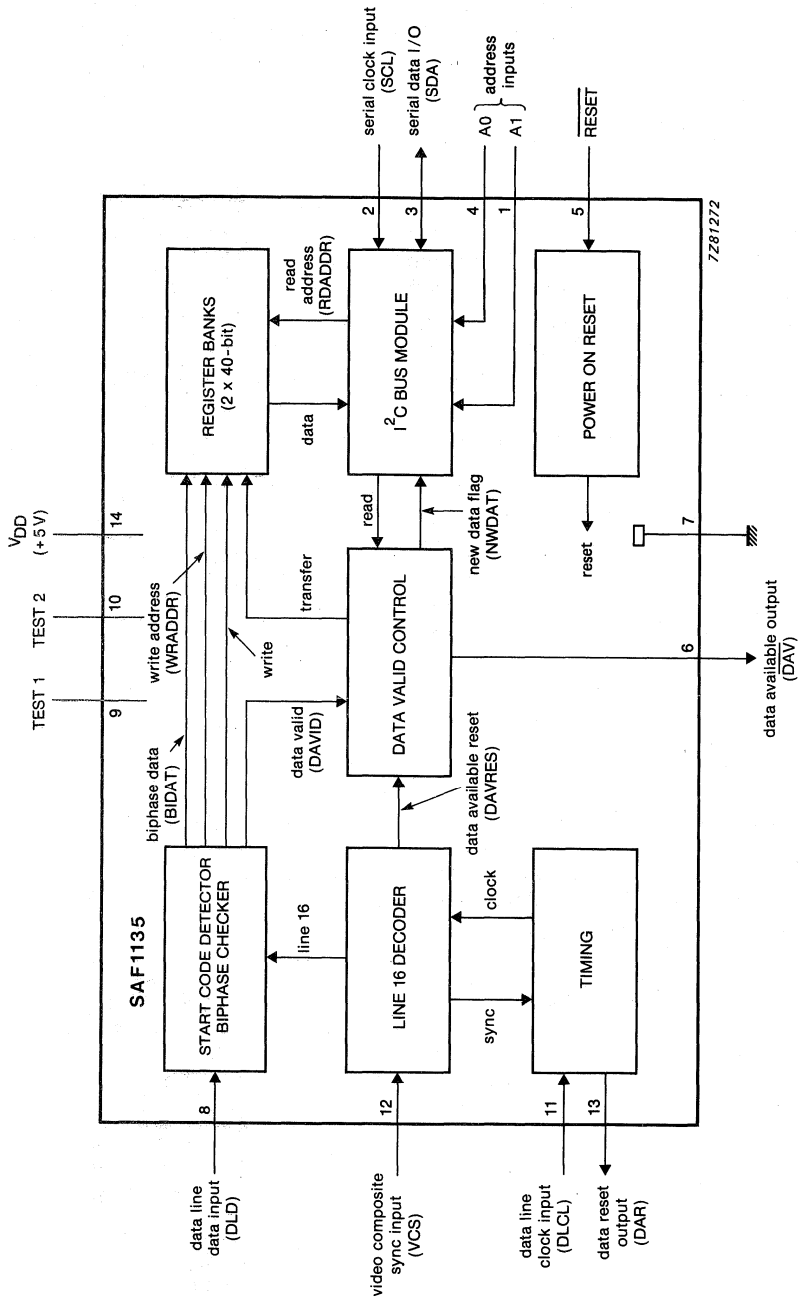 SAF1135
TEST 1
9
TEST 2
10
VDD
(+5V)
14
data line
data input
(DLD)
8
START CODE DETECTOR
BIPHASE CHECKER
biphase data
(BIDAT)
write address
(WRADDR)
write
REGISTER BANKS
(2 x 40-bit)
line 16
data valid
(DAVID)
transfer
data
read
address
(RDADDR)
video composite
sync input
(VCS)
12
LINE 16 DECODER
data available reset
(DAVRES)
DATA VALID CONTROL
read
new data flag
(NWDAT)
I2C BUS MODULE
2
serial clock input
(SCL)
3
serial data I/O
(SDA)
4
A0
1
A1
address
inputs
sync
clock
data line
clock input
(DLCL)
11
data reset
output
(DAR)
13
TIMING
reset
POWER ON RESET
5
RESET
6
data available output
(DAV)
7
7Z81272